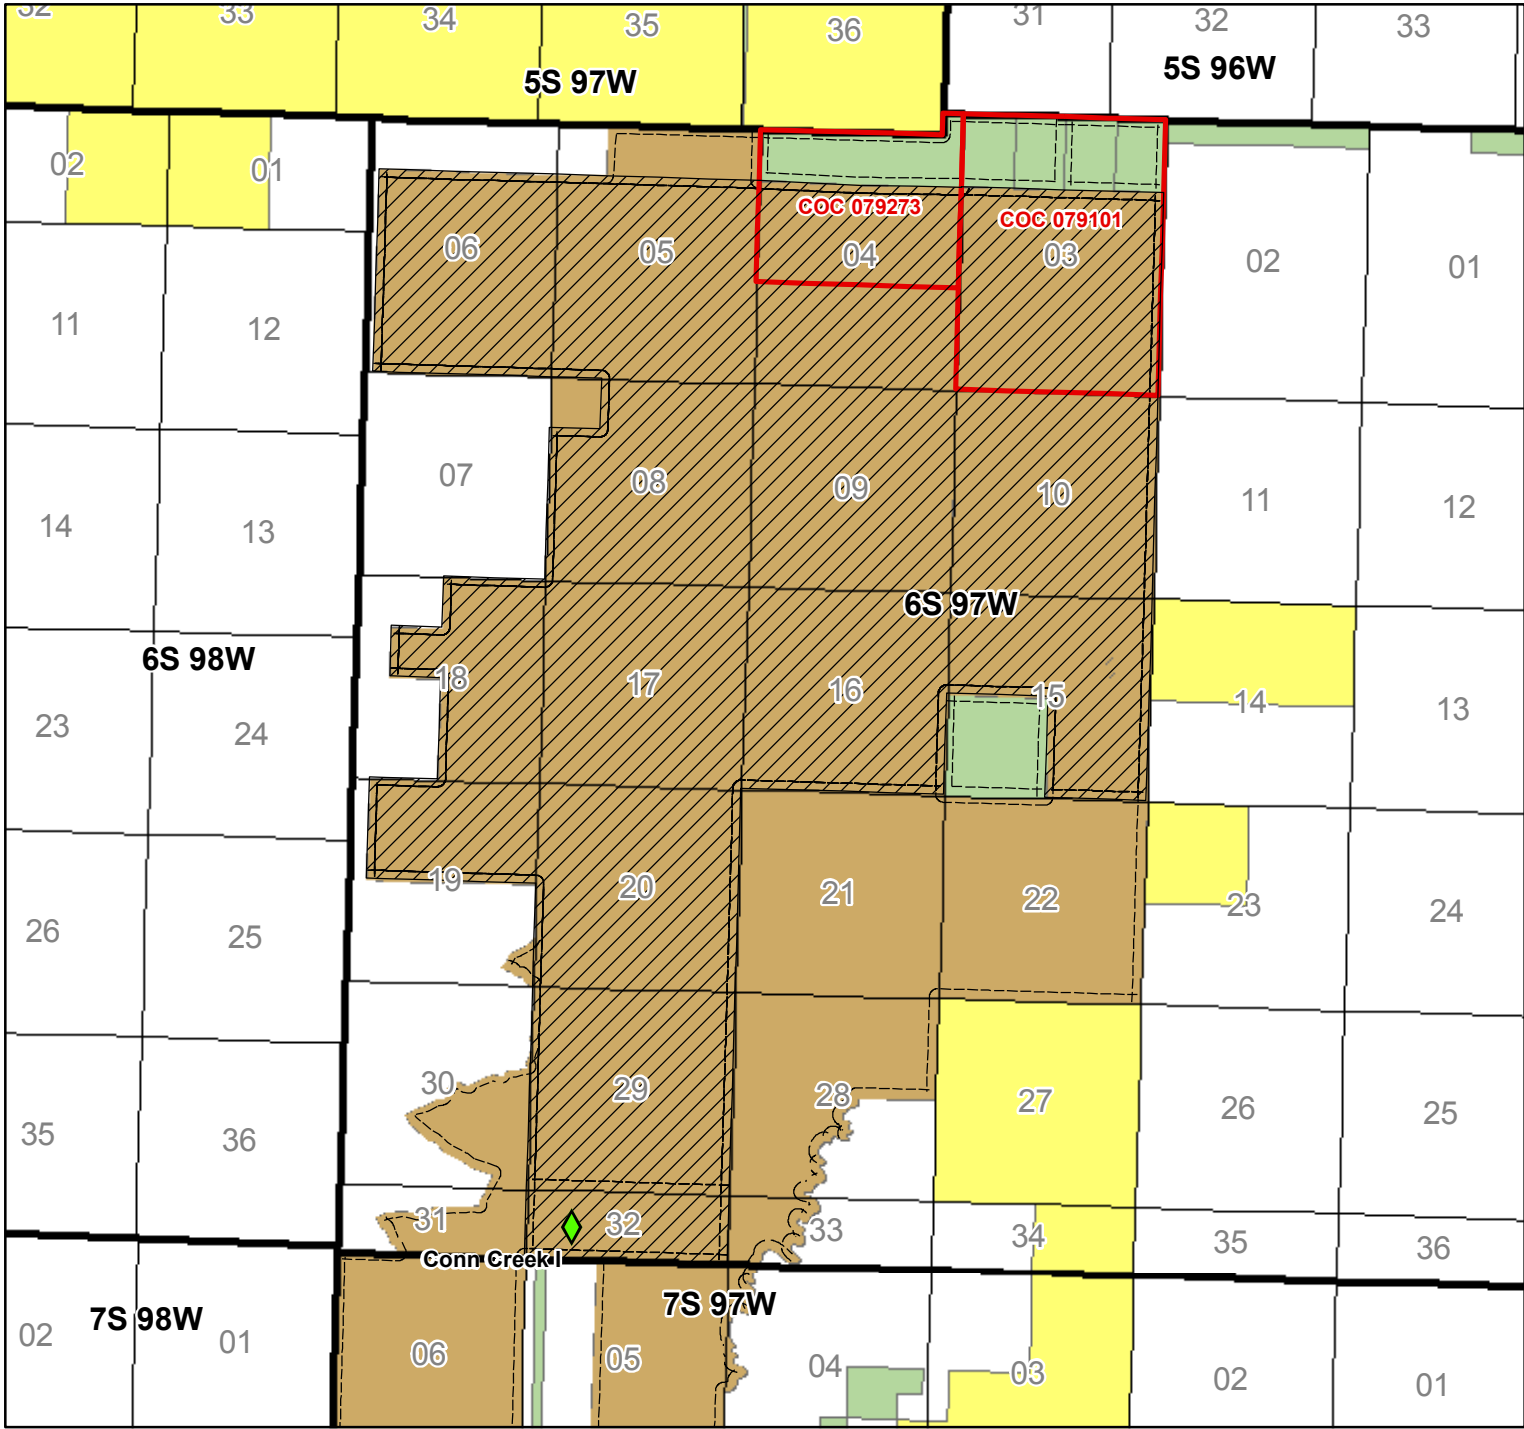 32 33 34 35 36 31 32 33
5S 97W 5S 96W
02 01
COC 079273 COC 079101
06 05 04 03 02 01
11 12
07 08 09 10 11 12
14 13
6S 97W
6S 98W
18 17 16 15 14 13
23 24
19 20 21 22 23 24
26 25
30 29 28 27 26 25
35 36
31 32 33 34 35 36
Conn Creek I
7S 98W 7S 97W
02 01 06 05 04 03 02 01